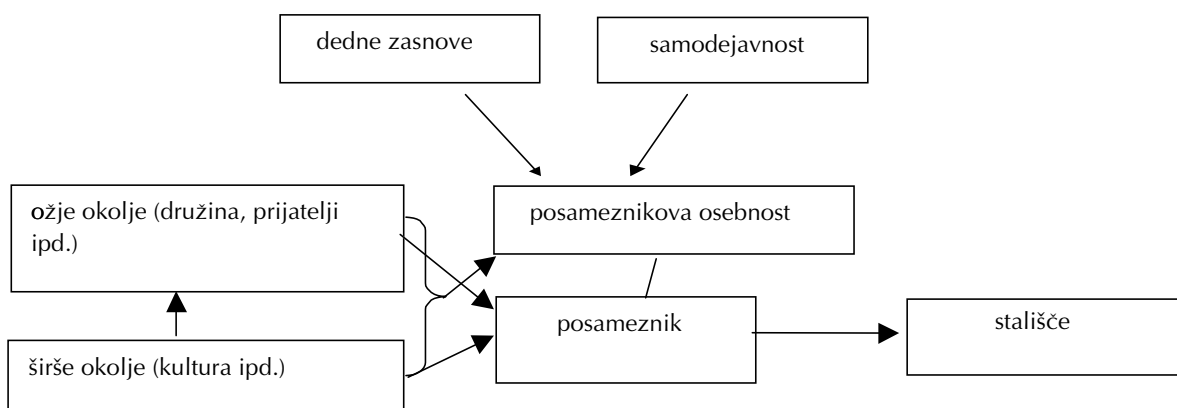 dedne zasnove
samodejavnost
ožje okolje (družina, prijatelji
ipd.)
posameznikova osebnost
posameznik
stališče
širše okolje (kultura ipd.)